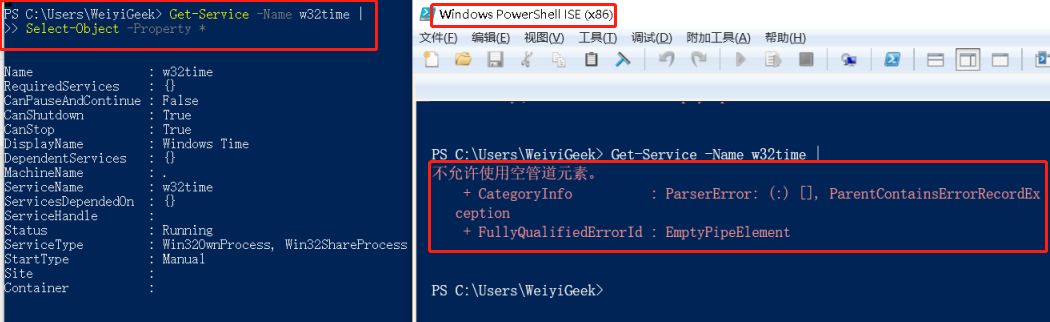 PS C:\Users\WeiyiGeek> Get-Service -Name w32time |
>> Select-Object -Property *
Name : w32time
RequiredServices : {}
CanPauseAndContinue : False
CanShutdown : True
CanStop : True
DisplayName : Windows Time
DependentServices : {}
MachineName : .
ServiceName : w32time
ServicesDependedOn : {}
ServiceHandle :
Status : Running
ServiceType : Win32OwnProcess, Win32ShareProcess
StartType : Manual
Site :
Container :
Windows PowerShell ISE (x86)
文件(F) 编辑(E) 视图(V) 工具(T) 调试(D) 附加工具(A) 帮助(H)
PS C:\Users\WeiyiGeek> Get-Service -Name w32time |
不允许使用空管道元素。
+ CategoryInfo : ParserError: (:) [], ParentContainsErrorRecordEx
ception
+ FullyQualifiedErrorId : EmptyPipeElement
PS C:\Users\WeiyiGeek>